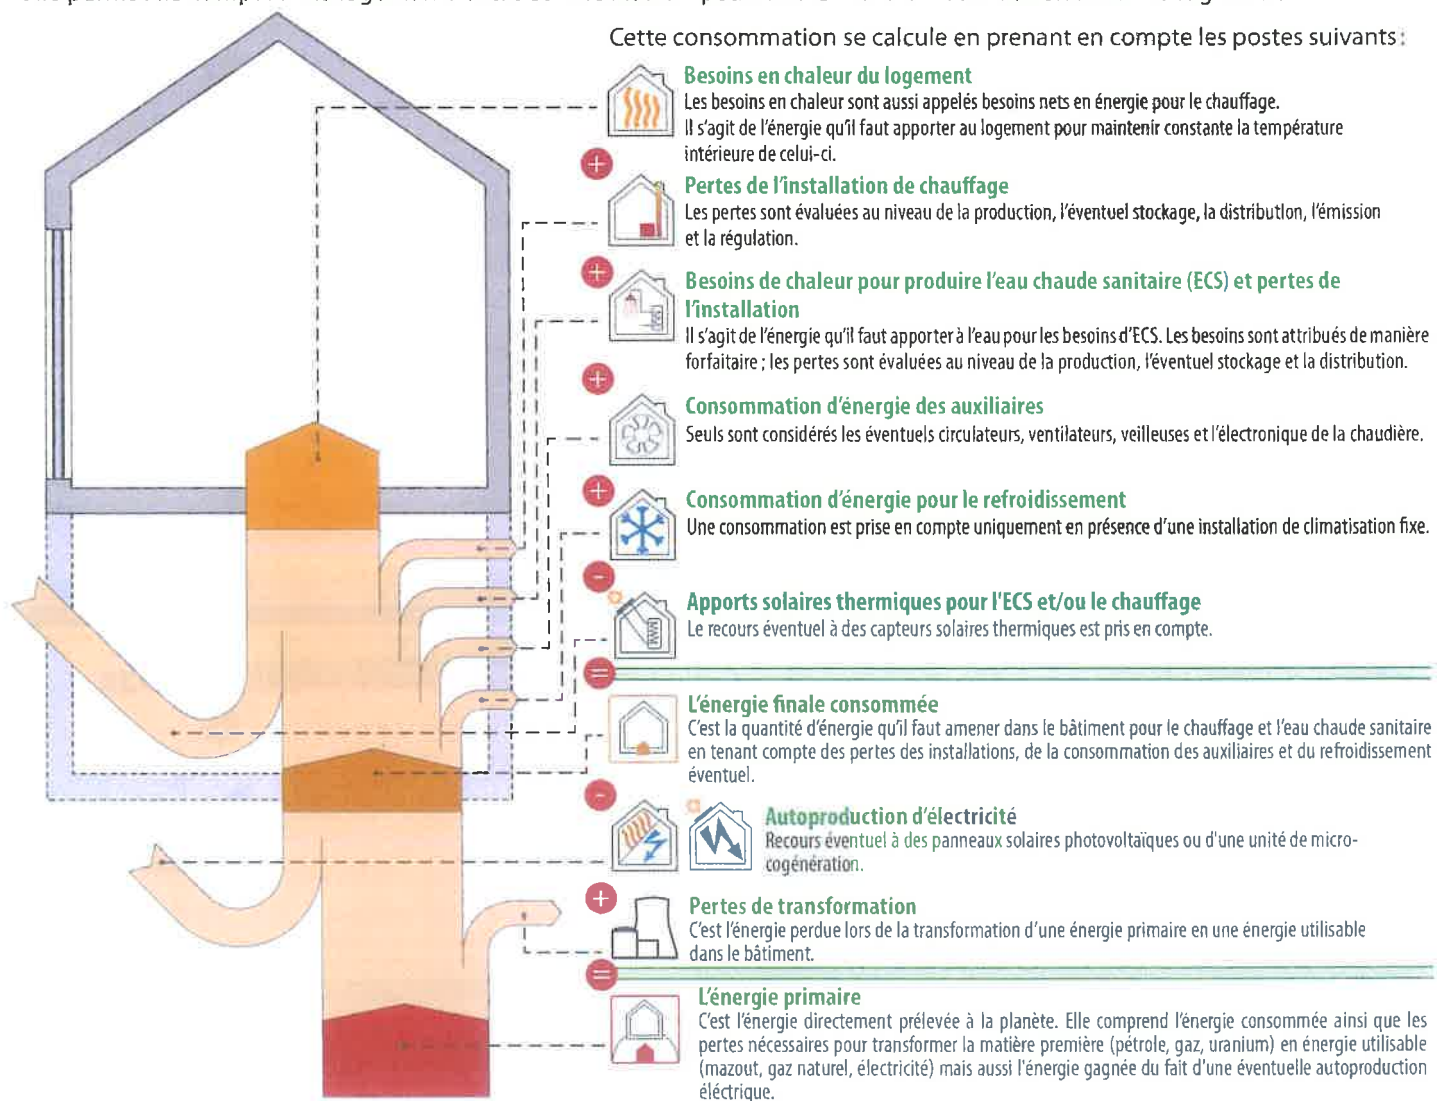 Cette consommation se calcule en prenant en compte les postes suivants :
Besoins en chaleur du logement
Les besoins en chaleur sont aussi appelés besoins nets en énergie pour le chauffage.
Il s'agit de l'énergie qu'il faut apporter au logement pour maintenir constante la température
intérieure de celui-ci.
+
Pertes de l'installation de chauffage
Les pertes sont évaluées au niveau de la production, l'éventuel stockage, la distribution, l'émission
et la régulation.
+
Besoins de chaleur pour produire l'eau chaude sanitaire (ECS) et pertes de
l'installation
Il s'agit de l'énergie qu'il faut apporter à l'eau pour les besoins d'ECS. Les besoins sont attribués de manière
forfaitaire ; les pertes sont évaluées au niveau de la production, l'éventuel stockage et la distribution.
+
Consommation d'énergie des auxiliaires
Seuls sont considérés les éventuels circulateurs, ventilateurs, veilleuses et l'électronique de la chaudière.
+
Consommation d'énergie pour le refroidissement
Une consommation est prise en compte uniquement en présence d'une installation de climatisation fixe.
-
Apports solaires thermiques pour l'ECS et/ou le chauffage
Le recours éventuel à des capteurs solaires thermiques est pris en compte.
=
L'énergie finale consommée
C'est la quantité d'énergie qu'il faut amener dans le bâtiment pour le chauffage et l'eau chaude sanitaire
en tenant compte des pertes des installations, de la consommation des auxiliaires et du refroidissement
éventuel.
-
Autoproduction d'électricité
Recours éventuel à des panneaux solaires photovoltaïques ou d'une unité de micro-
cogénération.
+
Pertes de transformation
C'est l'énergie perdue lors de la transformation d'une énergie primaire en une énergie utilisable
dans le bâtiment.
=
L'énergie primaire
C'est l'énergie directement prélevée à la planète. Elle comprend l'énergie consommée ainsi que les
pertes nécessaires pour transformer la matière première (pétrole, gaz, uranium) en énergie utilisable
(mazout, gaz naturel, électricité) mais aussi l'énergie gagnée du fait d'une éventuelle autoproduction
éléctrique.